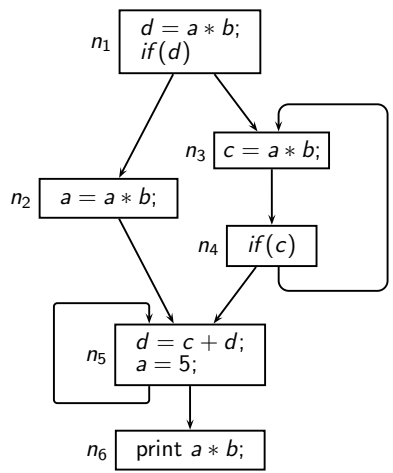 n1
d = a ∗ b;
if(d)
n3
c = a ∗ b;
n2
a = a ∗ b;
n4
if(c)
n5
d = c + d;
a = 5;
n6
print a ∗ b;